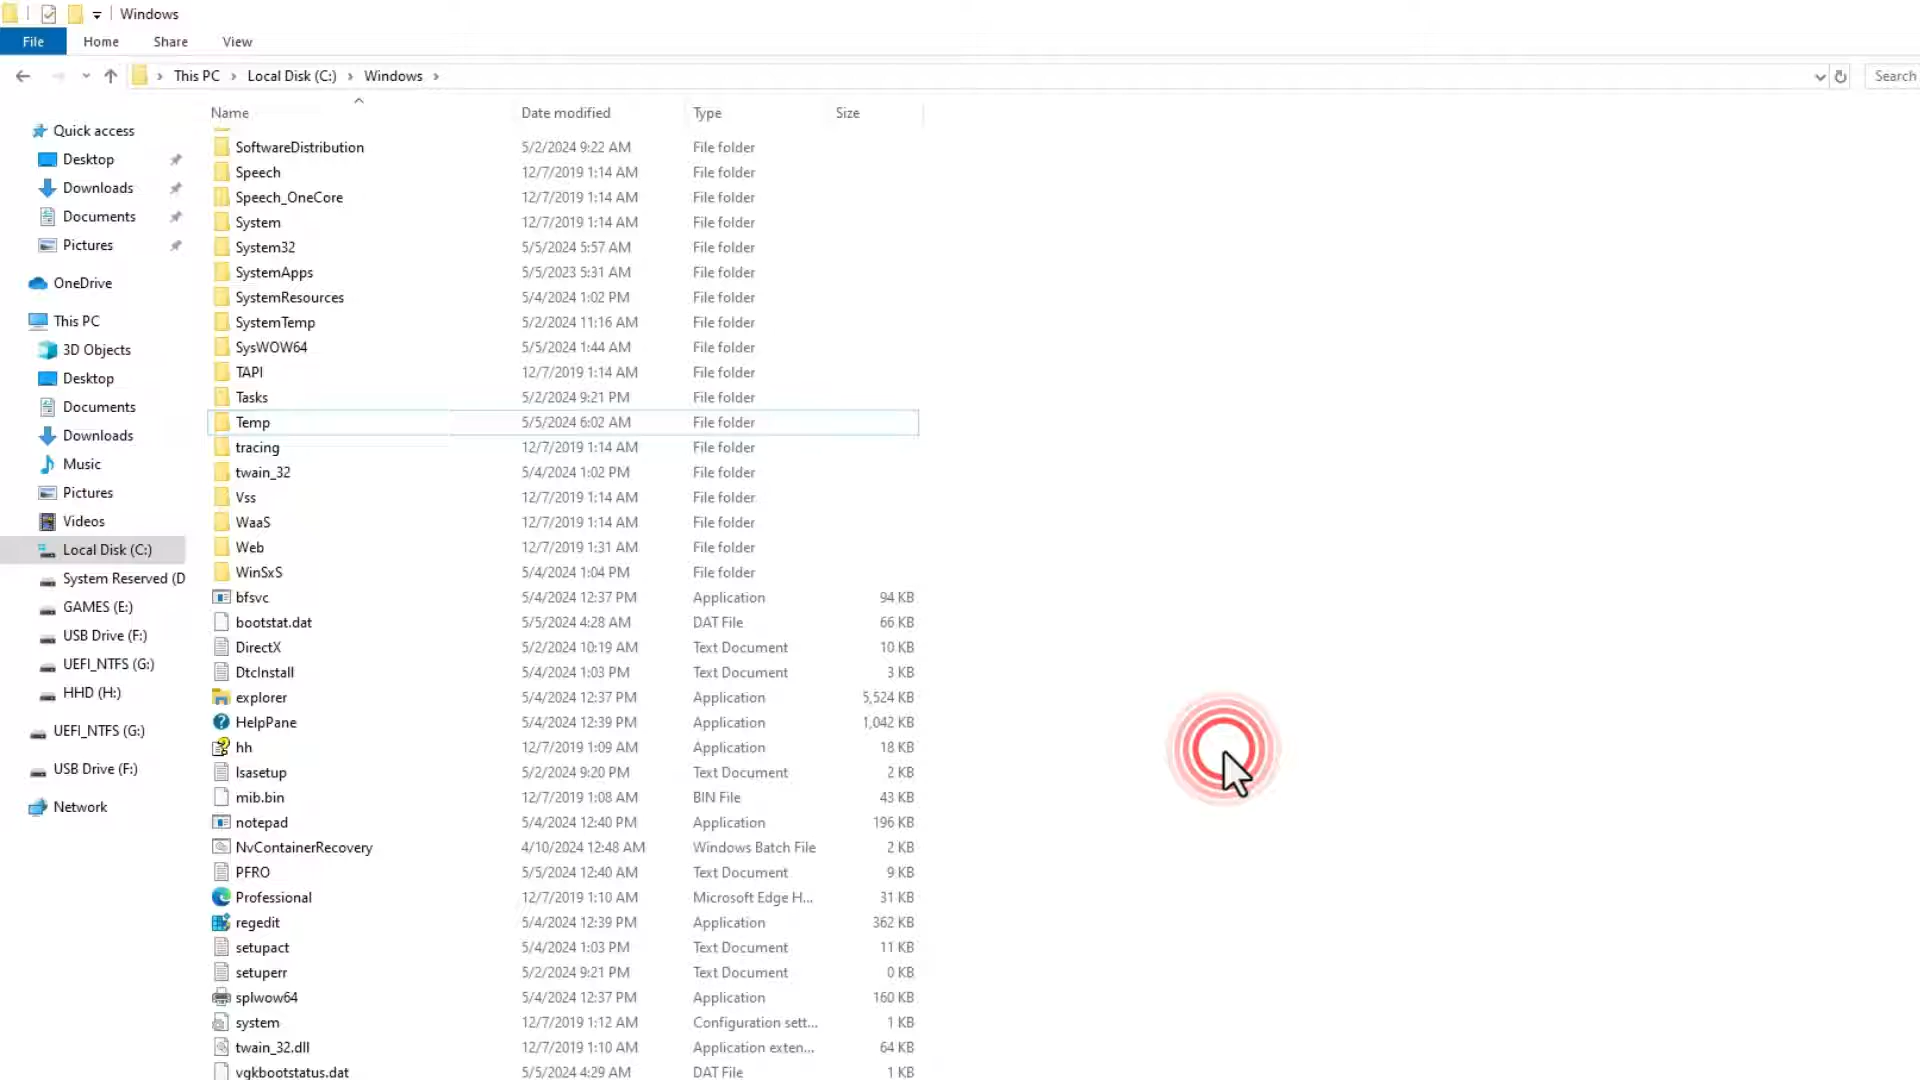 Windows
File Home Share View
This PC Local Disk (C:) Windows Search
Name Date modified Type Size
Quick access
Desktop
Downloads
Documents
Pictures
OneDrive
This PC
3D Objects
Desktop
Documents
Downloads
Music
Pictures
Videos
Local Disk (C:)
System Reserved (D
GAMES (E:)
USB Drive (F:)
UEFI_NTFS (G:)
HHD (H:)
UEFI_NTFS (G:)
USB Drive (F:)
Network
SoftwareDistribution 5/2/2024 9:22 AM File folder
Speech 12/7/2019 1:14 AM File folder
Speech_OneCore 12/7/2019 1:14 AM File folder
System 12/7/2019 1:14 AM File folder
System32 5/5/2024 5:57 AM File folder
SystemApps 5/5/2023 5:31 AM File folder
SystemResources 5/4/2024 1:02 PM File folder
SystemTemp 5/2/2024 11:16 AM File folder
SysWOW64 5/5/2024 1:44 AM File folder
TAPI 12/7/2019 1:14 AM File folder
Tasks 5/2/2024 9:21 PM File folder
Temp 5/5/2024 6:02 AM File folder
tracing 12/7/2019 1:14 AM File folder
twain_32 5/4/2024 1:02 PM File folder
Vss 12/7/2019 1:14 AM File folder
WaaS 12/7/2019 1:14 AM File folder
Web 12/7/2019 1:31 AM File folder
WinSxS 5/4/2024 1:04 PM File folder
bfsvc 5/4/2024 12:37 PM Application 94 KB
bootstat.dat 5/5/2024 4:28 AM DAT File 66 KB
DirectX 5/2/2024 10:19 AM Text Document 10 KB
DtcInstall 5/4/2024 1:03 PM Text Document 3 KB
explorer 5/4/2024 12:37 PM Application 5,524 KB
HelpPane 5/4/2024 12:39 PM Application 1,042 KB
hh 12/7/2019 1:09 AM Application 18 KB
lsasetup 5/2/2024 9:20 PM Text Document 2 KB
mib.bin 12/7/2019 1:08 AM BIN File 43 KB
notepad 5/4/2024 12:40 PM Application 196 KB
NvContainerRecovery 4/10/2024 12:48 AM Windows Batch File 2 KB
PFRO 5/5/2024 12:40 AM Text Document 9 KB
Professional 12/7/2019 1:10 AM Microsoft Edge H... 31 KB
regedit 5/4/2024 12:39 PM Application 362 KB
setupact 5/4/2024 1:03 PM Text Document 11 KB
setuperr 5/2/2024 9:21 PM Text Document 0 KB
splwow64 5/4/2024 12:37 PM Application 160 KB
system 12/7/2019 1:12 AM Configuration sett... 1 KB
twain_32.dll 12/7/2019 1:10 AM Application exten... 64 KB
vgkbootstatus.dat 5/5/2024 4:29 AM DAT File 1 KB